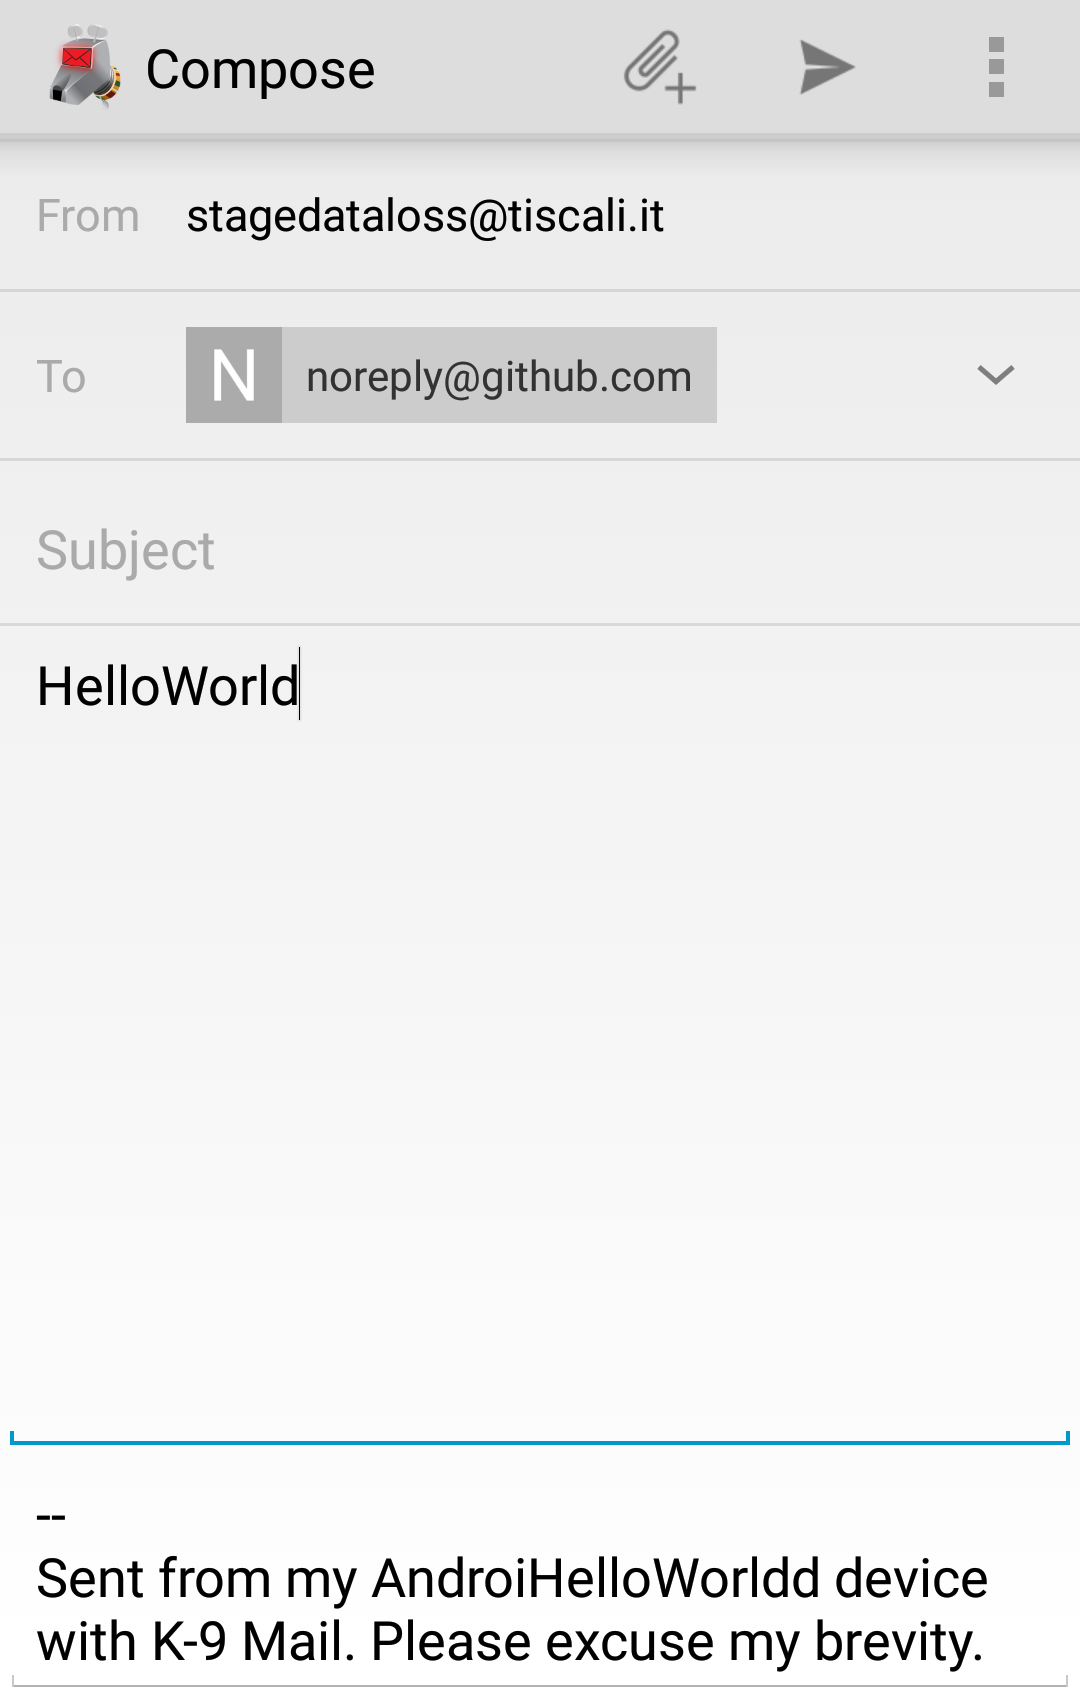 Compose
From stagedataloss@tiscali.it
To N noreply@github.com
Subject
HelloWorld
--
Sent from my AndroiHelloWorldd device
with K-9 Mail. Please excuse my brevity.